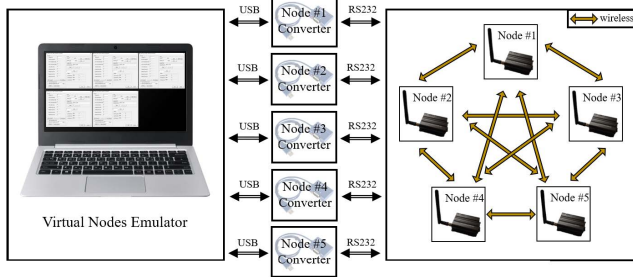 USB
Node #1
Converter
RS232
USB
Node #2
Converter
RS232
USB
Node #3
Converter
RS232
USB
Node #4
Converter
RS232
USB
Node #5
Converter
RS232
Virtual Nodes Emulator
wireless
Node #1
Node #2
Node #3
Node #4
Node #5